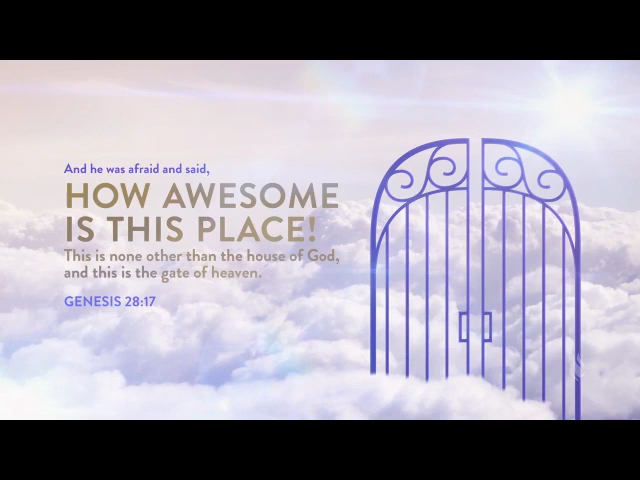 And he was afraid and said,
HOW AWESOME
IS THIS PLACE!
This is none other than the house of God,
and this is the gate of heaven.
GENESIS 28:17